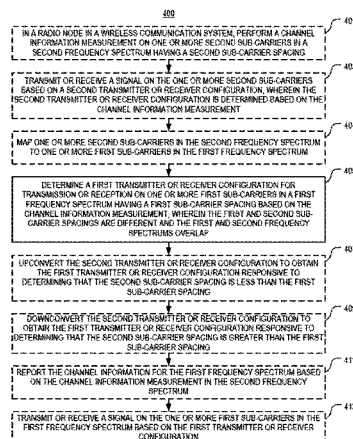 400
40
IN A RADIO NODE IN A WIRELESS COMMUNICATION SYSTEM, PERFORM A CHANNEL
INFORMATION MEASUREMENT ON ONE OR MORE SECOND SUB-CARRIERS IN A
SECOND FREQUENCY SPECTRUM HAVING A SECOND SUB-CARRIER SPACING
40
TRANSMIT OR RECEIVE A SIGNAL ON THE ONE OR MORE SECOND SUB-CARRIERS
BASED ON A SECOND TRANSMITTER OR RECEIVER CONFIGURATION, WHEREIN THE
SECOND TRANSMITTER OR RECEIVER CONFIGURATION IS DETERMINED BASED ON THE
CHANNEL INFORMATION MEASUREMENT
40
MAP ONE OR MORE SECOND SUB-CARRIERS IN THE SECOND FREQUENCY SPECTRUM
TO ONE OR MORE FIRST SUB-CARRIERS IN THE FIRST FREQUENCY SPECTRUM
40
DETERMINE A FIRST TRANSMITTER OR RECEIVER CONFIGURATION FOR
TRANSMISSION OR RECEPTION ON ONE OR MORE FIRST SUB-CARRIERS IN A FIRST
FREQUENCY SPECTRUM HAVING A FIRST SUB-CARRIER SPACING BASED ON THE
CHANNEL INFORMATION MEASUREMENT, WHEREIN THE FIRST AND SECOND SUB-
CARRIER SPACINGS ARE DIFFERENT AND THE FIRST AND SECOND FREQUENCY
SPECTRUMS OVERLAP
40
UPCONVERT THE SECOND TRANSMITTER OR RECEIVER CONFIGURATION TO OBTAIN
THE FIRST TRANSMITTER OR RECEIVER CONFIGURATION RESPONSIVE TO
DETERMINING THAT THE SECOND SUB-CARRIER SPACING IS LESS THAN THE FIRST
SUB-CARRIER SPACING
40
DOWNCONVERT THE SECOND TRANSMITTER OR RECEIVER CONFIGURATION TO
OBTAIN THE FIRST TRANSMITTER OR RECEIVER CONFIGURATION RESPONSIVE TO
DETERMINING THAT THE SECOND SUB-CARRIER SPACING IS GREATER THAN THE FIRST
SUB-CARRIER SPACING
41
REPORT THE CHANNEL INFORMATION FOR THE FIRST FREQUENCY SPECTRUM BASED
ON THE CHANNEL INFORMATION MEASUREMENT IN THE SECOND FREQUENCY
SPECTRUM
41
TRANSMIT OR RECEIVE A SIGNAL ON THE ONE OR MORE FIRST SUB-CARRIERS IN THE
FIRST FREQUENCY SPECTRUM BASED ON THE FIRST TRANSMITTER OR RECEIVER
CONFIGURATION